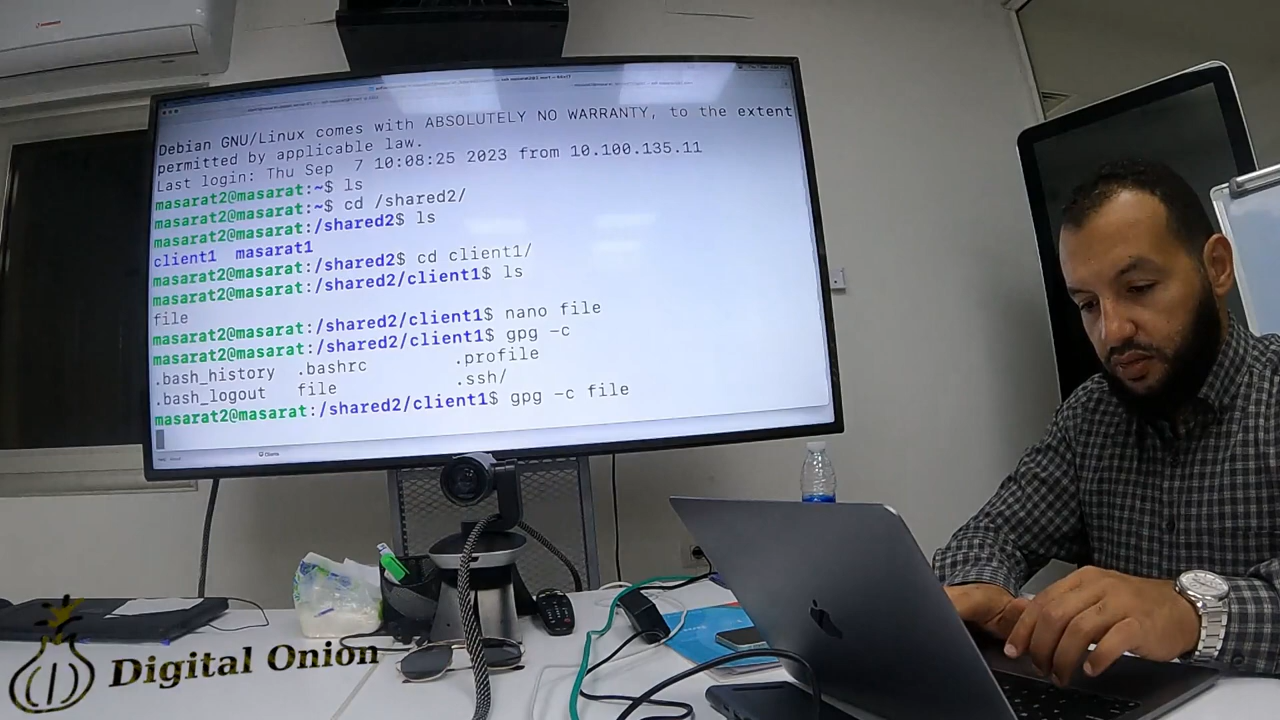 Debian GNU/Linux comes with ABSOLUTELY NO WARRANTY, to the extent
permitted by applicable law.
Last login: Thu Sep  7 10:08:25 2023 from 10.100.135.11
masarat2@masarat:~$ ls
masarat2@masarat:~$ cd /shared2/
masarat2@masarat:/shared2$ ls
client1  masarat1
masarat2@masarat:/shared2$ cd client1/
masarat2@masarat:/shared2/client1$ ls
file
masarat2@masarat:/shared2/client1$ nano file
masarat2@masarat:/shared2/client1$ gpg -c
.bash_history  .bashrc  .profile
.bash_logout  file  .ssh/
masarat2@masarat:/shared2/client1$ gpg -c file
Clients
Digital Onion